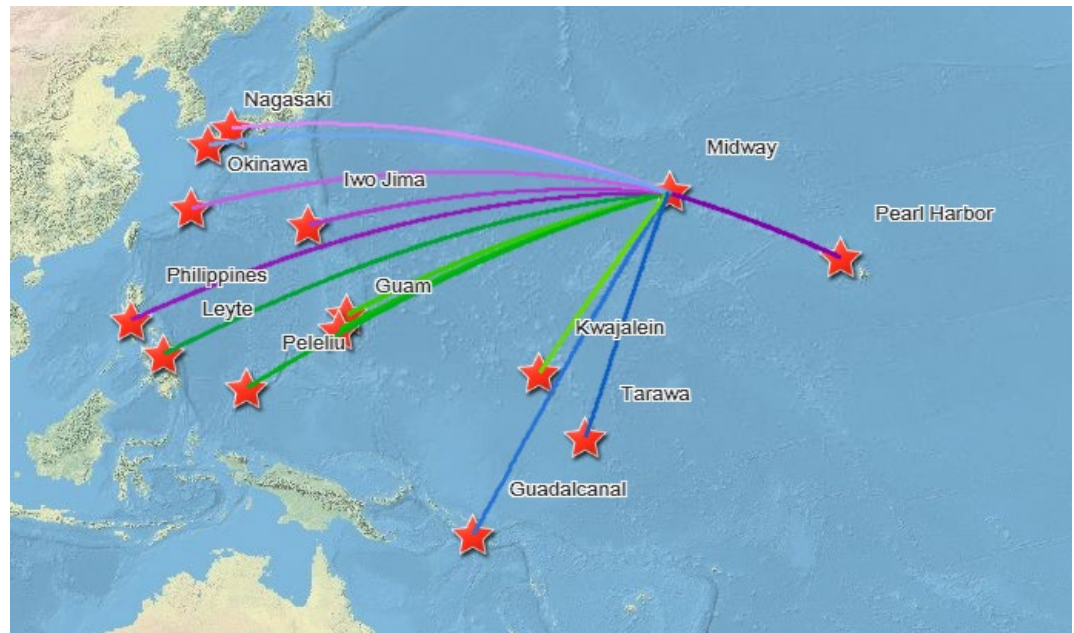 Nagasaki
Midway
Okinawa
Iwo Jima
Pearl Harbor
Philippines
Guam
Leyte
Kwajalein
Peleliu
Tarawa
Guadalcanal